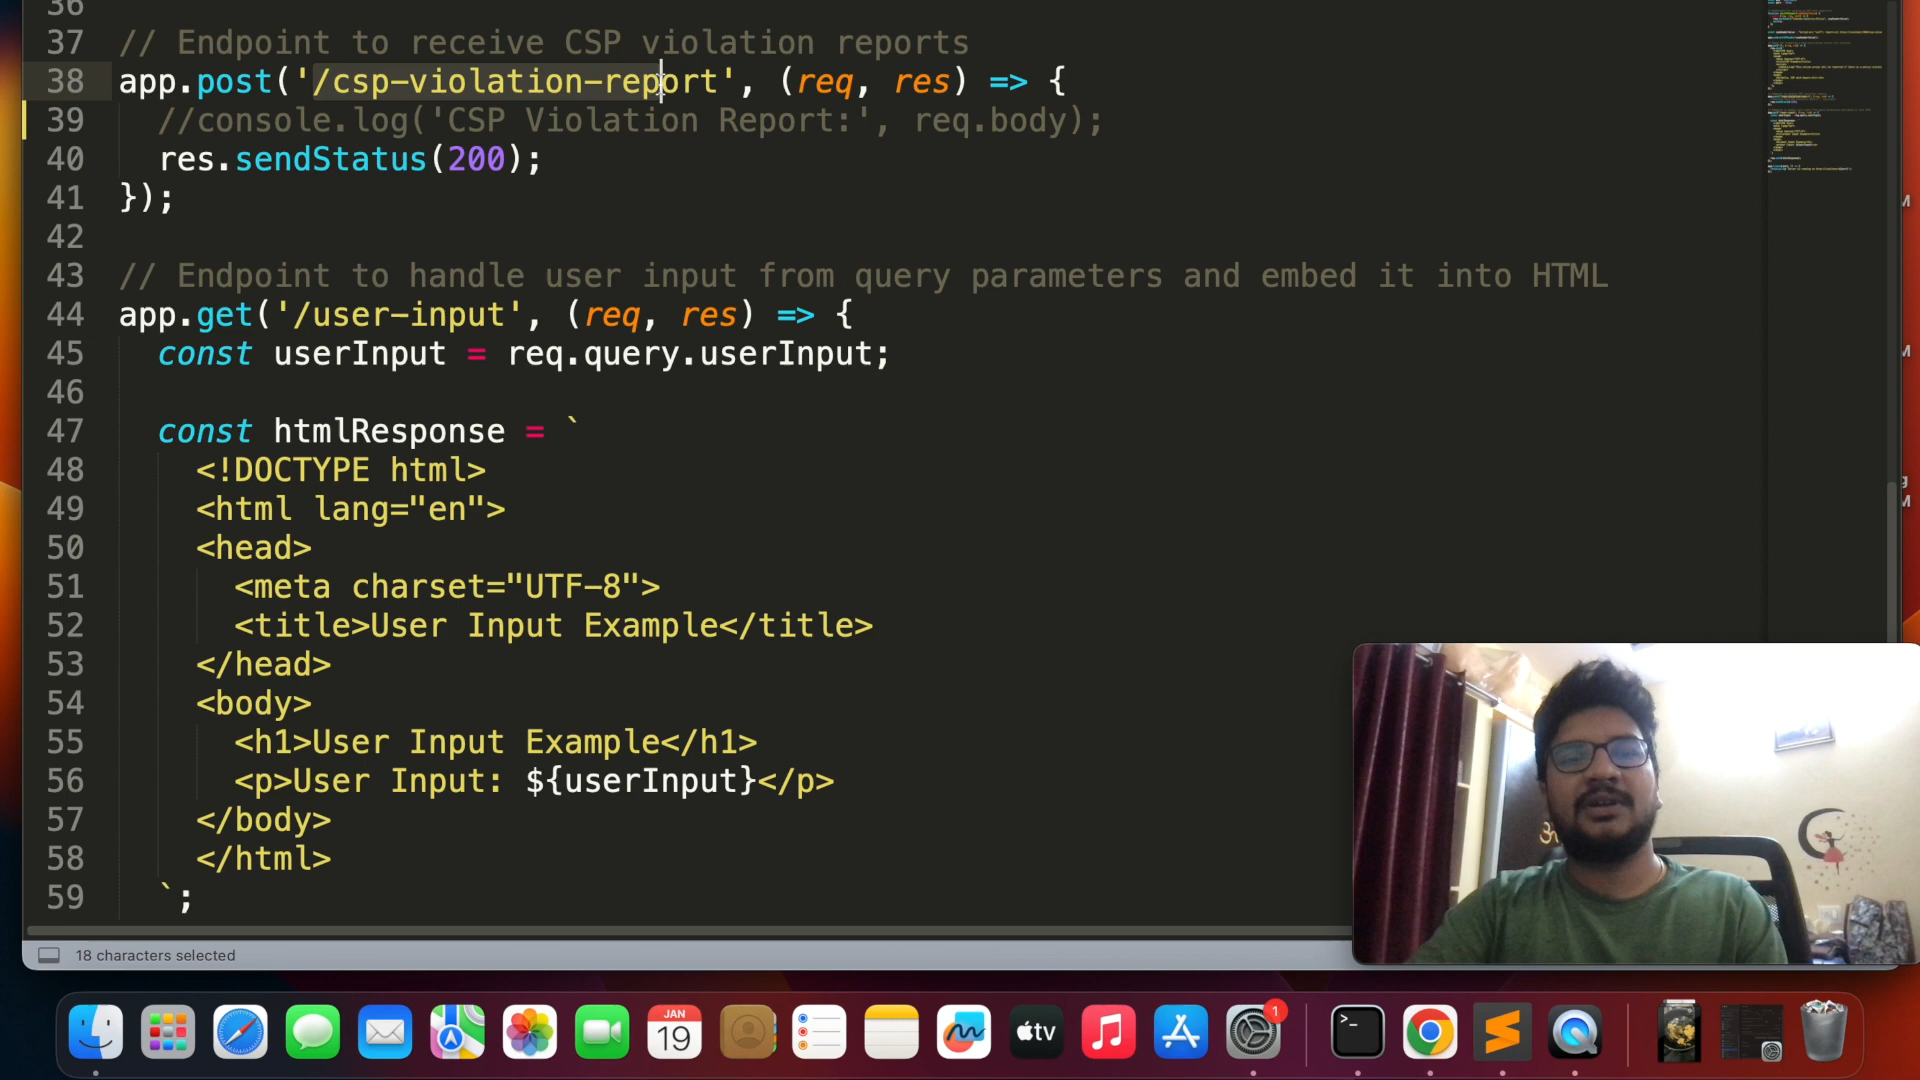 36
37 // Endpoint to receive CSP violation reports
38 app.post('/csp-violation-report', (req, res) => {
39 //console.log('CSP Violation Report:', req.body);
40 res.sendStatus(200);
41 });
42
43 // Endpoint to handle user input from query parameters and embed it into HTML
44 app.get('/user-input', (req, res) => {
45 const userInput = req.query.userInput;
46
47 const htmlResponse = `
48 <!DOCTYPE html>
49 <html lang="en">
50 <head>
51 <meta charset="UTF-8">
52 <title>User Input Example</title>
53 </head>
54 <body>
55 <h1>User Input Example</h1>
56 <p>User Input: ${userInput}</p>
57 </body>
58 </html>
59 `;
18 characters selected
JAN
19
tv
1
>_
M
M
g
M
ॐ